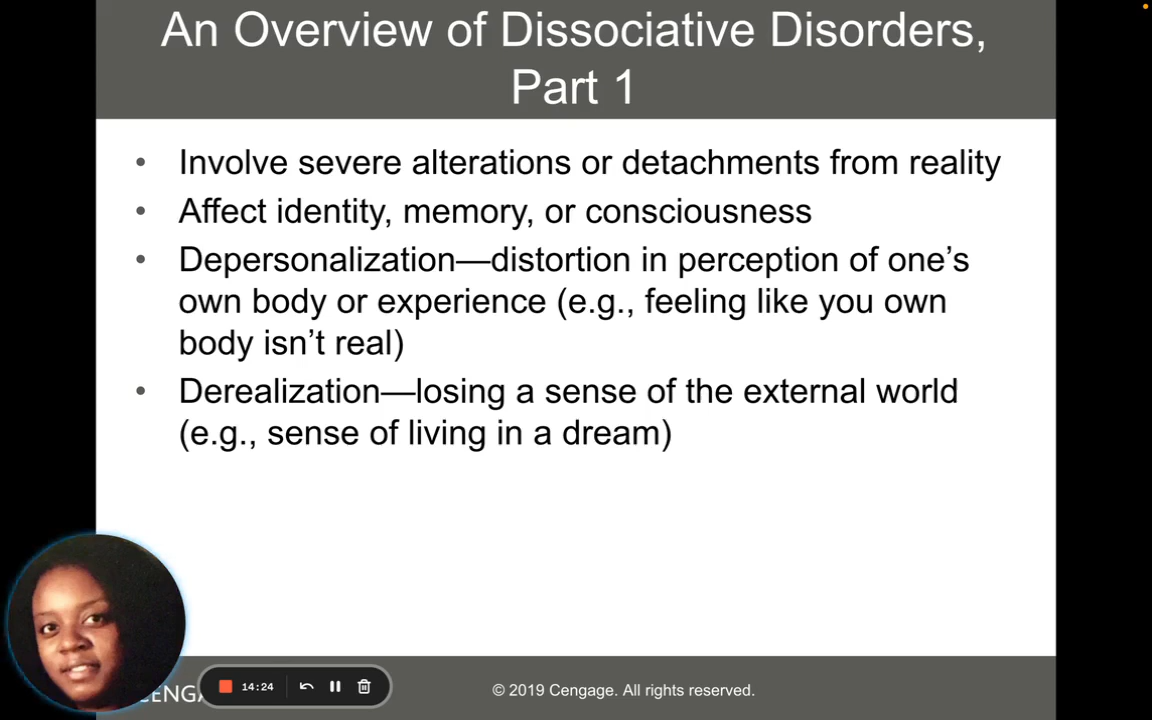 An Overview of Dissociative Disorders,
Part 1
• Involve severe alterations or detachments from reality
• Affect identity, memory, or consciousness
• Depersonalization—distortion in perception of one’s
own body or experience (e.g., feeling like you own
body isn’t real)
• Derealization—losing a sense of the external world
(e.g., sense of living in a dream)
14:24
© 2019 Cengage. All rights reserved.